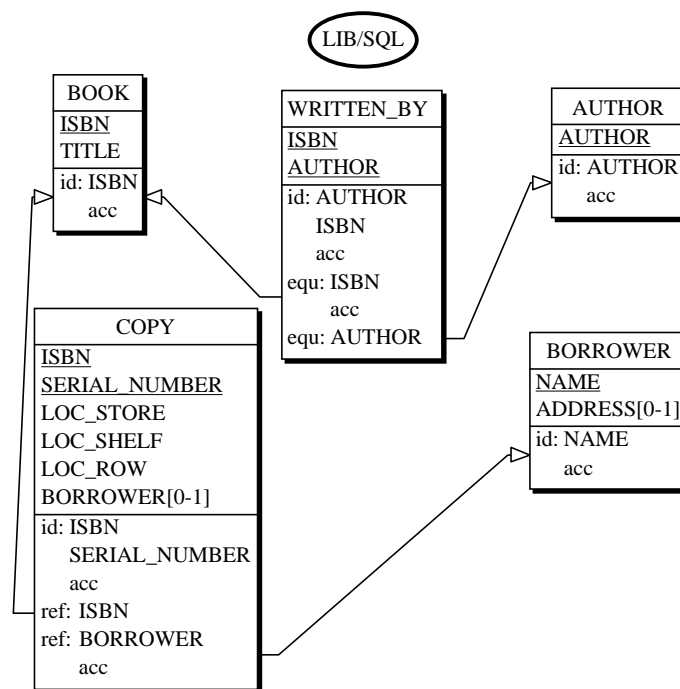 LIB/SQL
BOOK
ISBN
TITLE
id: ISBN
acc
WRITTEN_BY
ISBN
AUTHOR
id: AUTHOR
ISBN
acc
equ: ISBN
acc
equ: AUTHOR
AUTHOR
AUTHOR
id: AUTHOR
acc
COPY
ISBN
SERIAL_NUMBER
LOC_STORE
LOC_SHELF
LOC_ROW
BORROWER[0-1]
id: ISBN
SERIAL_NUMBER
acc
ref: ISBN
ref: BORROWER
acc
BORROWER
NAME
ADDRESS[0-1]
id: NAME
acc